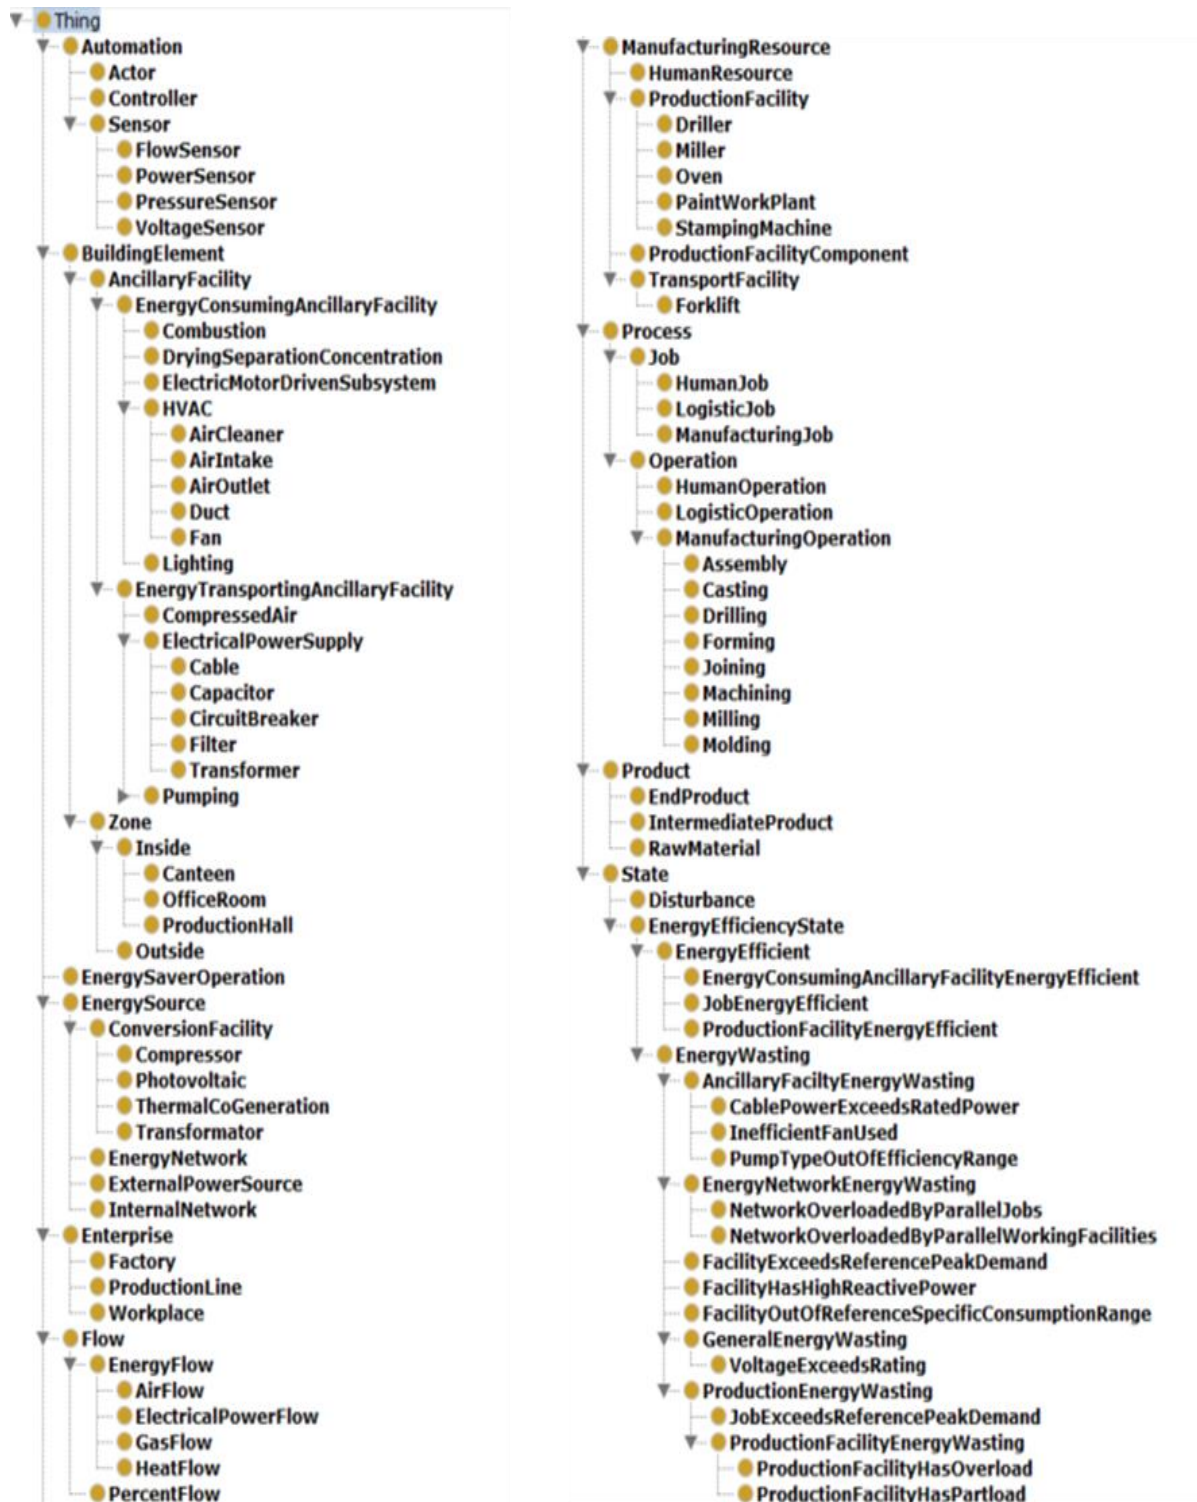 Thing
Automation
Actor
Controller
Sensor
FlowSensor
PowerSensor
PressureSensor
VoltageSensor
BuildingElement
AncillaryFacility
EnergyConsumingAncillaryFacility
Combustion
DryingSeparationConcentration
ElectricMotorDrivenSubsystem
HVAC
AirCleaner
AirIntake
AirOutlet
Duct
Fan
Lighting
EnergyTransportingAncillaryFacility
CompressedAir
ElectricalPowerSupply
Cable
Capacitor
CircuitBreaker
Filter
Transformer
Pumping
Zone
Inside
Canteen
OfficeRoom
ProductionHall
Outside
EnergySaverOperation
EnergySource
ConversionFacility
Compressor
Photovoltaic
ThermalCoGeneration
Transformator
EnergyNetwork
ExternalPowerSource
InternalNetwork
Enterprise
Factory
ProductionLine
Workplace
Flow
EnergyFlow
AirFlow
ElectricalPowerFlow
GasFlow
HeatFlow
PercentFlow
ManufacturingResource
HumanResource
ProductionFacility
Driller
Miller
Oven
PaintWorkPlant
StampingMachine
ProductionFacilityComponent
TransportFacility
Forklift
Process
Job
HumanJob
LogisticJob
ManufacturingJob
Operation
HumanOperation
LogisticOperation
ManufacturingOperation
Assembly
Casting
Drilling
Forming
Joining
Machining
Milling
Molding
Product
EndProduct
IntermediateProduct
RawMaterial
State
Disturbance
EnergyEfficiencyState
EnergyEfficient
EnergyConsumingAncillaryFacilityEnergyEfficient
JobEnergyEfficient
ProductionFacilityEnergyEfficient
EnergyWasting
AncillaryFaciltyEnergyWasting
CablePowerExceedsRatedPower
InefficientFanUsed
PumpTypeOutOfEfficiencyRange
EnergyNetworkEnergyWasting
NetworkOverloadedByParallelJobs
NetworkOverloadedByParallelWorkingFacilities
FacilityExceedsReferencePeakDemand
FacilityHasHighReactivePower
FacilityOutOfReferenceSpecificConsumptionRange
GeneralEnergyWasting
VoltageExceedsRating
ProductionEnergyWasting
JobExceedsReferencePeakDemand
ProductionFacilityEnergyWasting
ProductionFacilityHasOverload
ProductionFacilityHasPartload